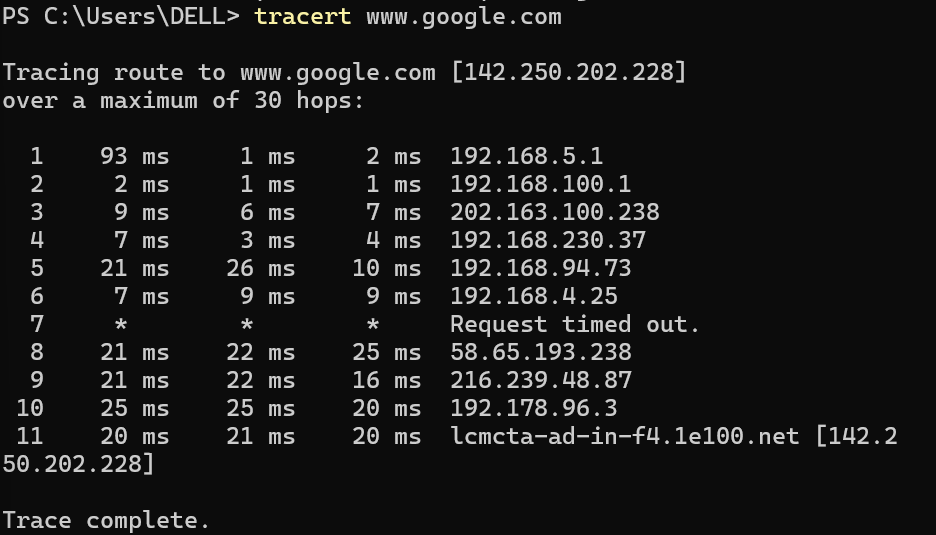 PS C:\Users\DELL> tracert www.google.com
Tracing route to www.google.com [142.250.202.228]
over a maximum of 30 hops:
1 93 ms 1 ms 2 ms 192.168.5.1
2 2 ms 1 ms 1 ms 192.168.100.1
3 9 ms 6 ms 7 ms 202.163.100.238
4 7 ms 3 ms 4 ms 192.168.230.37
5 21 ms 26 ms 10 ms 192.168.94.73
6 7 ms 9 ms 9 ms 192.168.4.25
7 * * * Request timed out.
8 21 ms 22 ms 25 ms 58.65.193.238
9 21 ms 22 ms 16 ms 216.239.48.87
10 25 ms 25 ms 20 ms 192.178.96.3
11 20 ms 21 ms 20 ms lcmcta-ad-in-f4.1e100.net [142.2
50.202.228]
Trace complete.